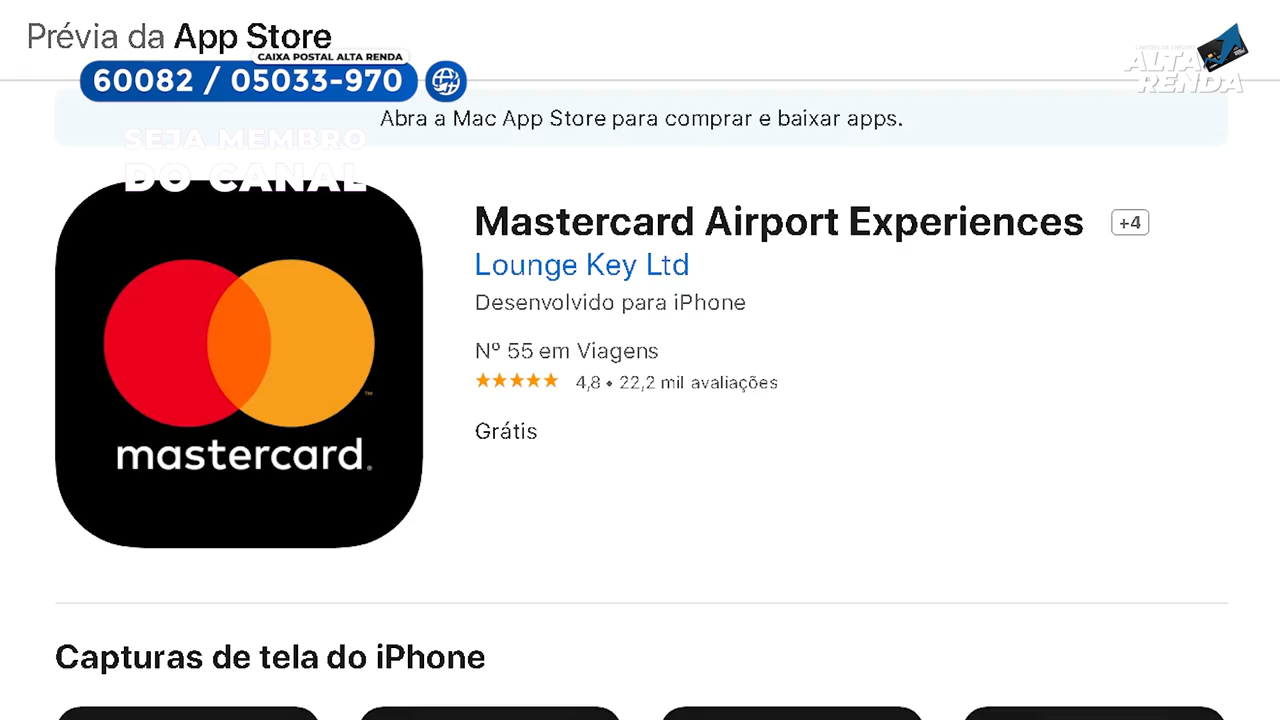 Prévia da App Store
CAIXA POSTAL ALTA RENDA
60082 / 05033-970
ALTA
RENDA
Abra a Mac App Store para comprar e baixar apps.
SEJA MEMBRO
DO CANAL
mastercard.
Mastercard Airport Experiences
+4
Lounge Key Ltd
Desenvolvido para iPhone
Nº 55 em Viagens
★★★★★ 4,8 • 22,2 mil avaliações
Grátis
Capturas de tela do iPhone